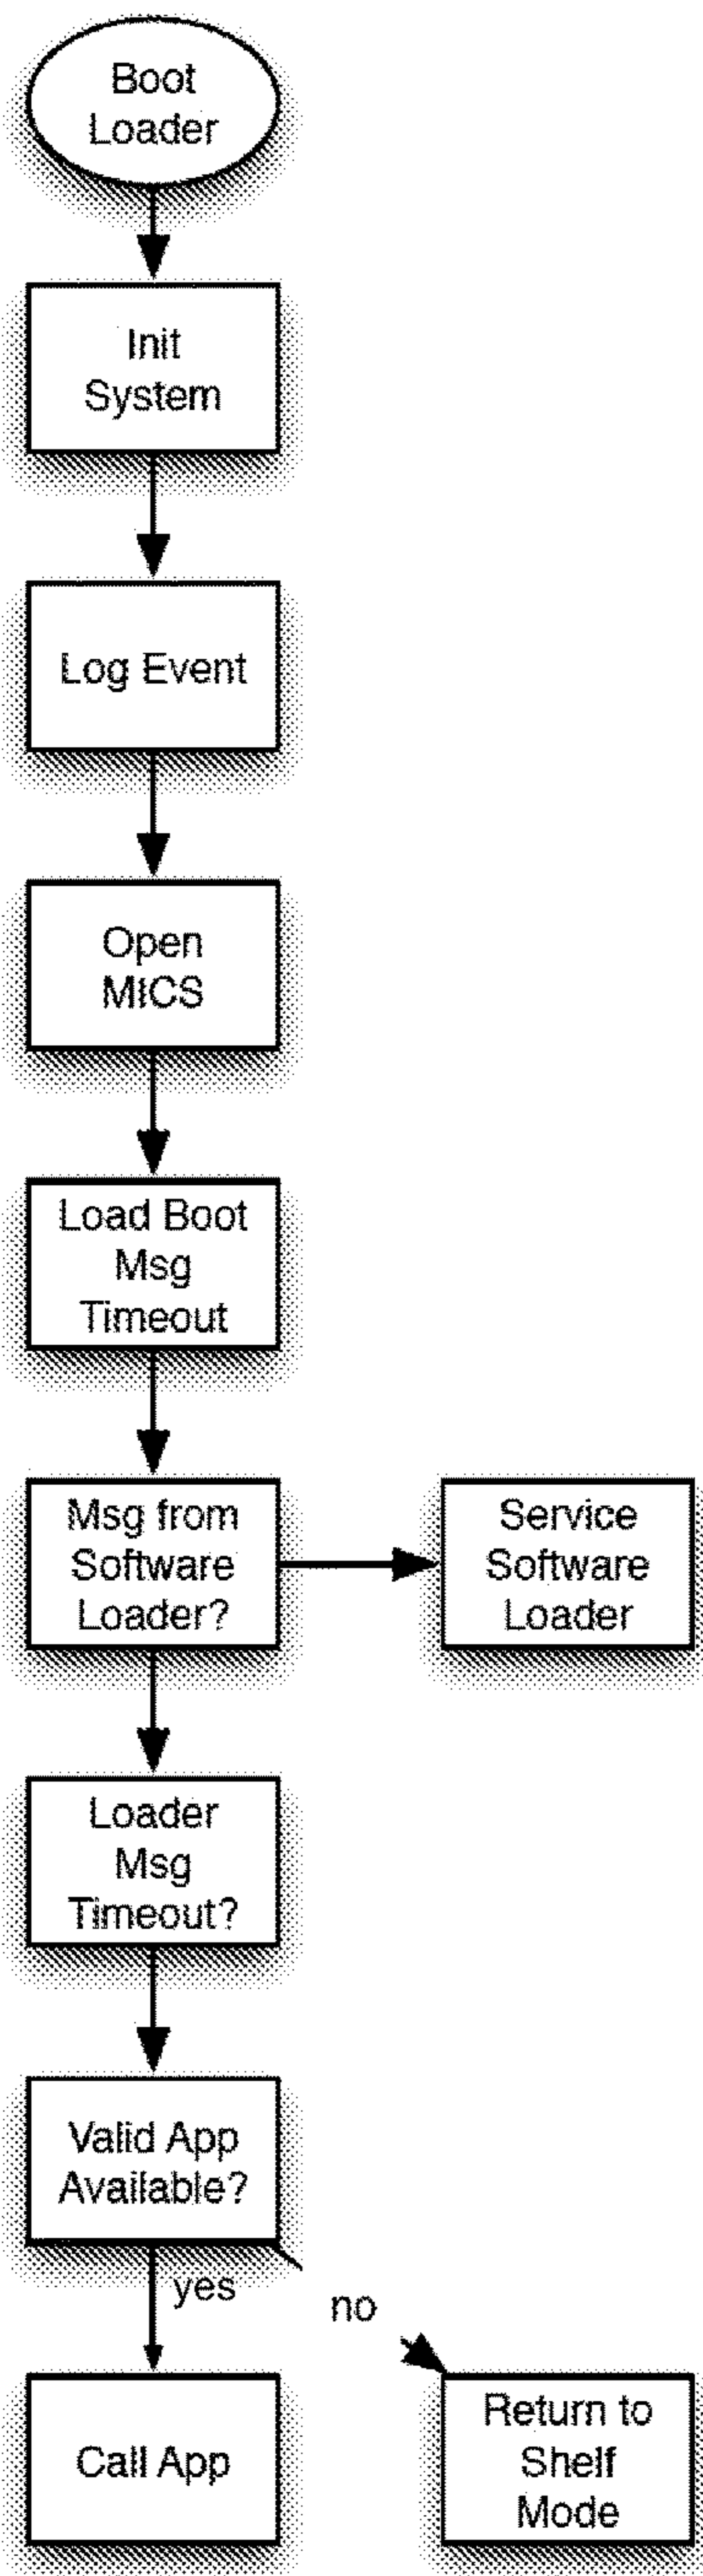 Boot
Loader
Init
System
Log Event
Open
MICS
Load Boot
Msg
Timeout
Msg from
Software
Loader?
Service
Software
Loader
Loader
Msg
Timeout?
Valid App
Available?
yes
no
Call App
Return to
Shelf
Mode